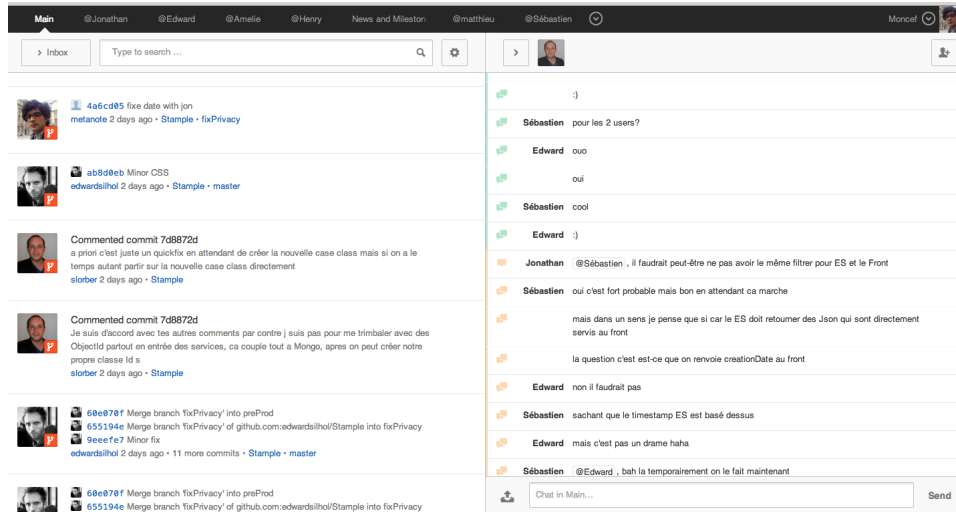 Main @Jonathan @Edward @Amelie @Henry News and Mileston @matthieu @Sébastien Moncef
> Inbox
Type to search ...
4a6cd05 fixe date with jon
metanote 2 days ago • Stample • fixPrivacy
ab8d0eb Minor CSS
edwardsilhol 2 days ago • Stample • master
Commented commit 7d8872d
a priori c'est juste un quickfix en attendant de créer la nouvelle case class mais si on a le
temps autant partir sur la nouvelle case class directement
slorber 2 days ago • Stample
Commented commit 7d8872d
Je suis d'accord avec tes autres comments par contre j suis pas pour me trimbaler avec des
ObjectId partout en entrée des services, ca couple tout a Mongo, apres on peut créer notre
propre classe Id s
slorber 2 days ago • Stample
60e070f Merge branch 'fixPrivacy' into preProd
655194e Merge branch 'fixPrivacy' of github.com:edwardsilhol/Stample into fixPrivacy
9eeefe7 Minor fix
edwardsilhol 2 days ago • 11 more commits • Stample • master
60e070f Merge branch 'fixPrivacy' into preProd
655194e Merge branch 'fixPrivacy' of github.com:edwardsilhol/Stample into fixPrivacy
:)
Sébastien pour les 2 users?
Edward ouo
oui
Sébastien cool
Edward :)
Jonathan @Sébastien , il faudrait peut-être ne pas avoir le même filtrer pour ES et le Front
Sébastien oui c'est fort probable mais bon en attendant ca marche
mais dans un sens je pense que si car le ES doit retourner des Json qui sont directement
servis au front
la question c'est est-ce que on renvoie creationDate au front
Edward non il faudrait pas
Sébastien sachant que le timestamp ES est basé dessus
Edward mais c'est pas un drame haha
Sébastien @Edward , bah la temporairement on le fait maintenant
Chat in Main...
Send